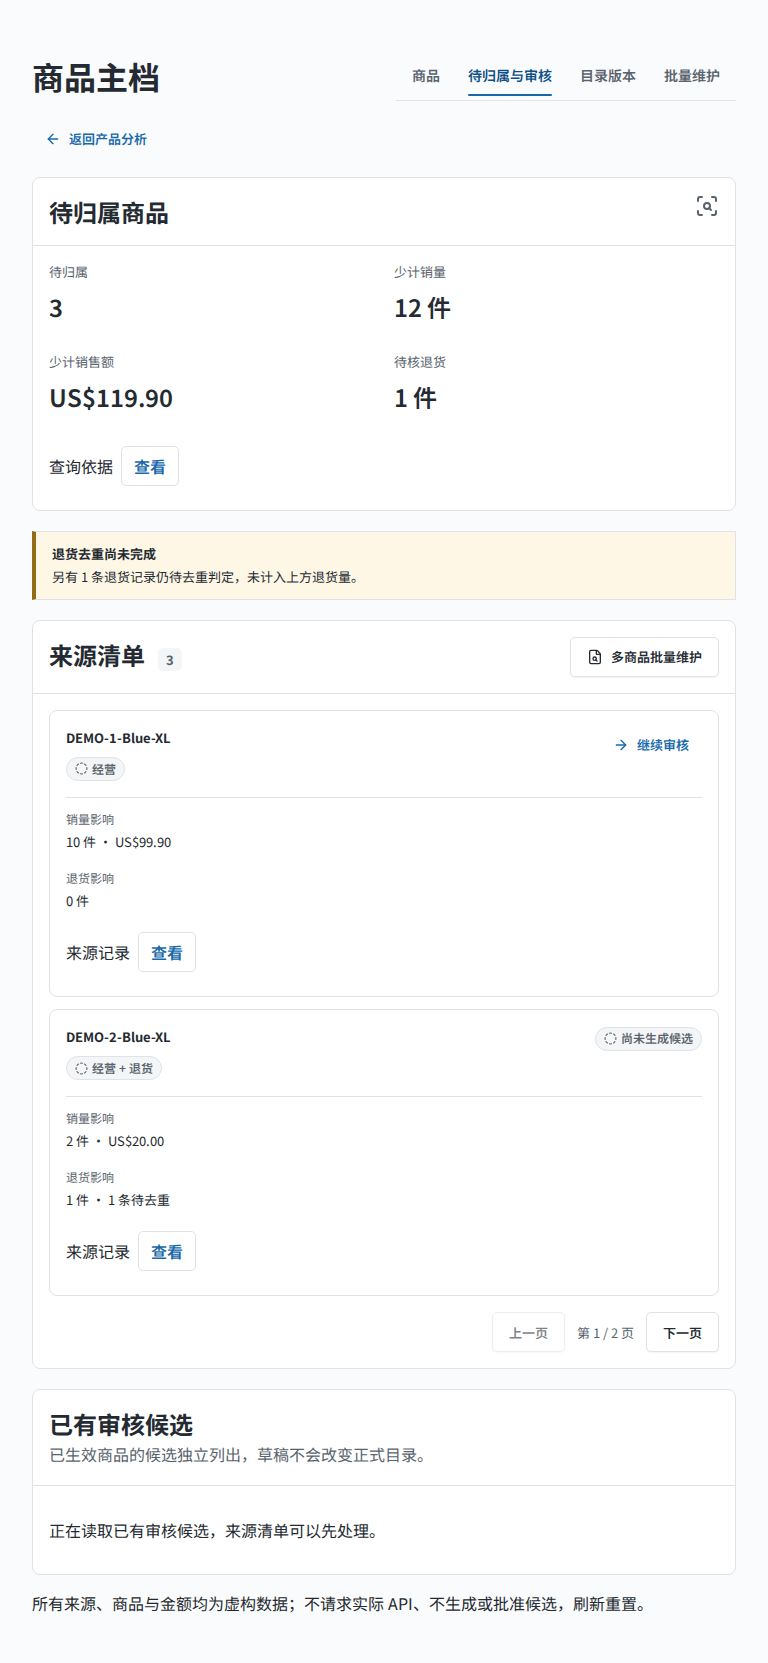 商品主档
商品 待归属与审核 目录版本 批量维护
返回产品分析
待归属商品
待归属 少计销量
3 12 件
少计销售额 待核退货
US$119.90 1 件
查询依据 查看
退货去重尚未完成
另有 1 条退货记录仍待去重判定，未计入上方退货量。
来源清单 3 多商品批量维护
DEMO-1-Blue-XL 继续审核
经营
销量影响
10 件 · US$99.90
退货影响
0 件
来源记录 查看
DEMO-2-Blue-XL 尚未生成候选
经营 + 退货
销量影响
2 件 · US$20.00
退货影响
1 件 · 1 条待去重
来源记录 查看
上一页 第 1 / 2 页 下一页
已有审核候选
已生效商品的候选独立列出，草稿不会改变正式目录。
正在读取已有审核候选，来源清单可以先处理。
所有来源、商品与金额均为虚构数据；不请求实际 API、不生成或批准候选，刷新重置。